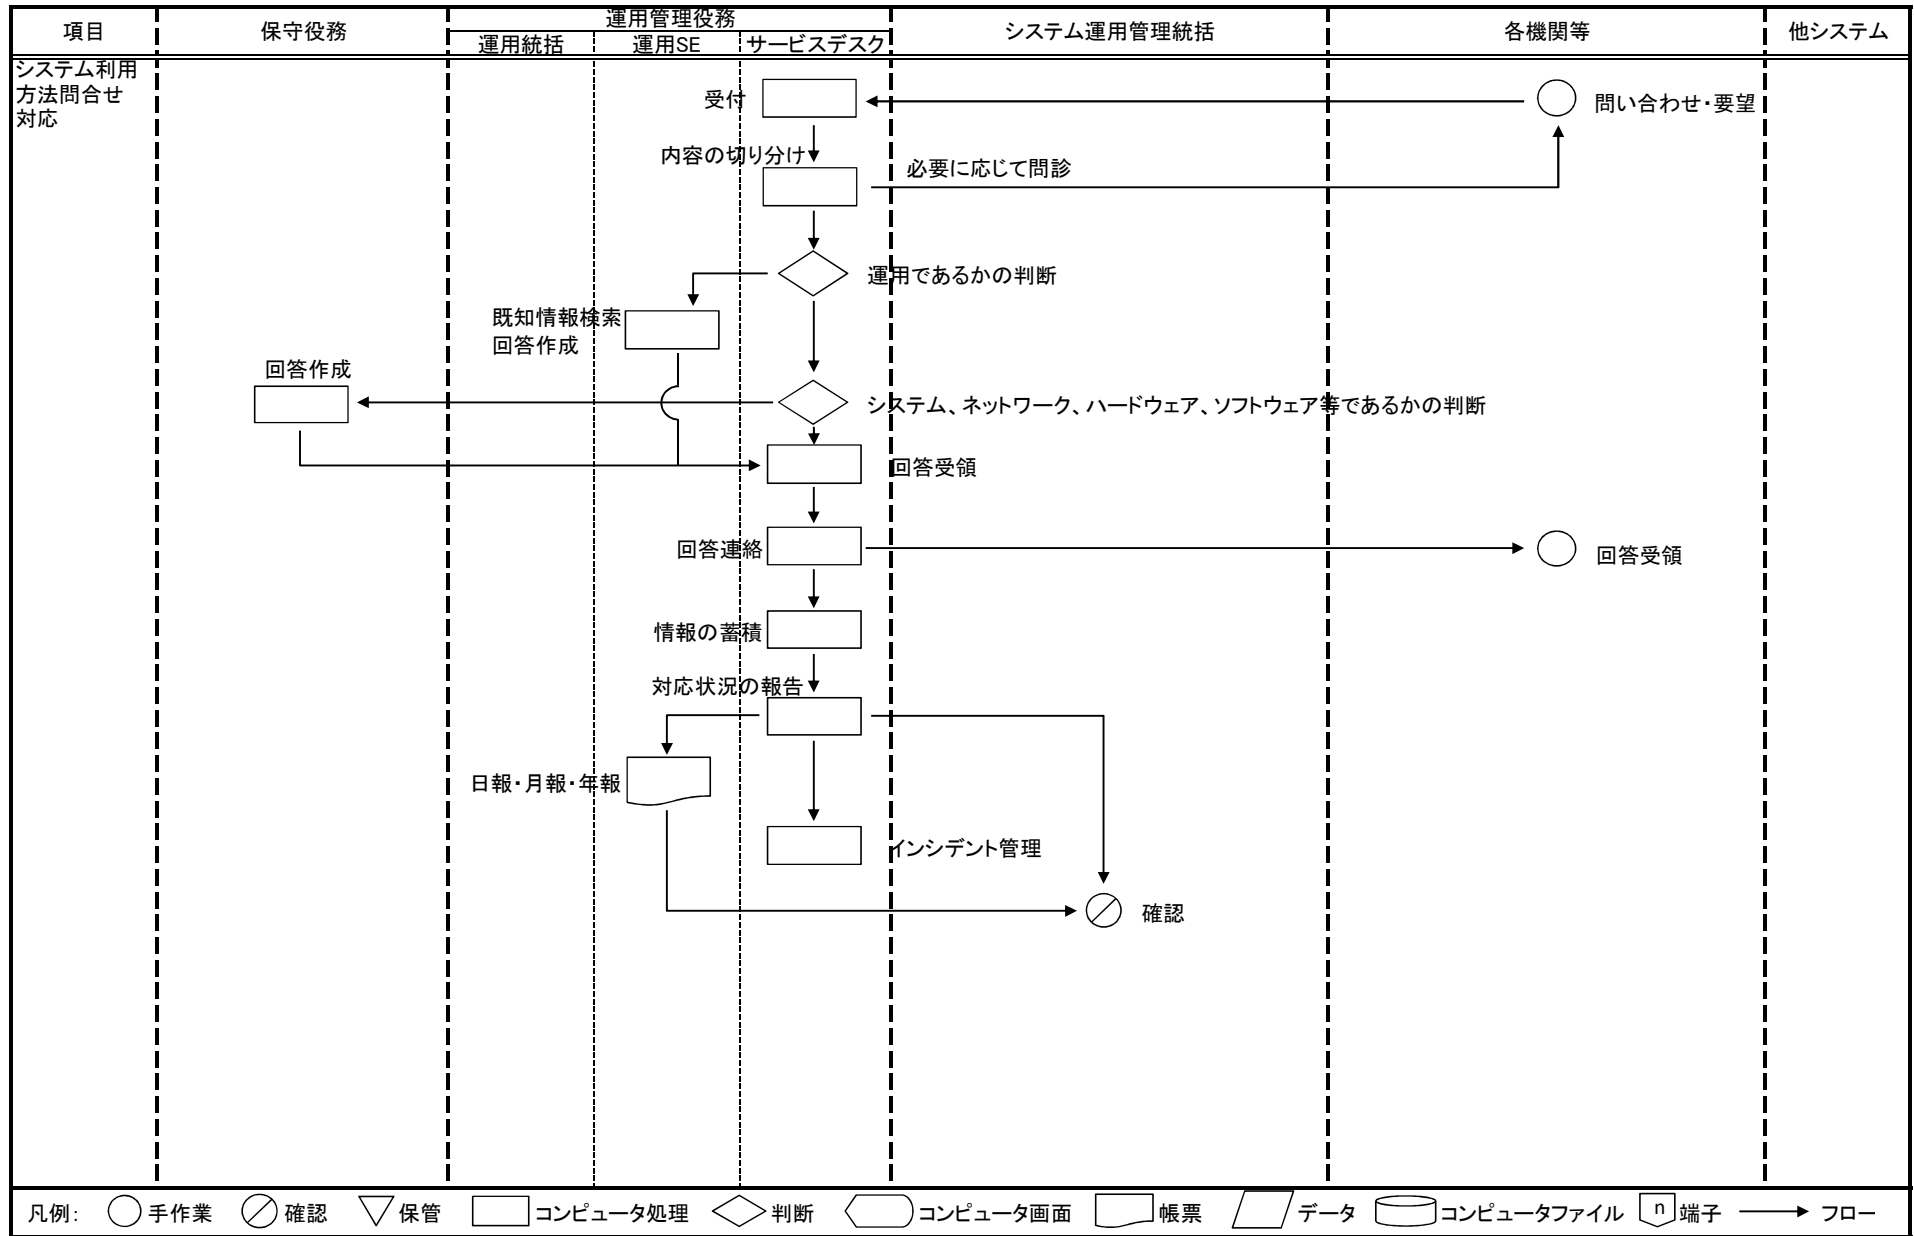 項目
保守役務
運用管理役務
運用統括
運用SE
サービスデスク
システム運用管理統括
各機関等
他システム
システム利用
方法問合せ
対応
受付
問い合わせ・要望
内容の切り分け
必要に応じて問診
運用であるかの判断
既知情報検索
回答作成
回答作成
システム、ネットワーク、ハードウェア、ソフトウェア等であるかの判断
回答受領
回答連絡
回答受領
情報の蓄積
対応状況の報告
日報・月報・年報
インシデント管理
確認
凡例:
手作業
確認
保管
コンピュータ処理
判断
コンピュータ画面
帳票
データ
コンピュータファイル
n
端子
フロー